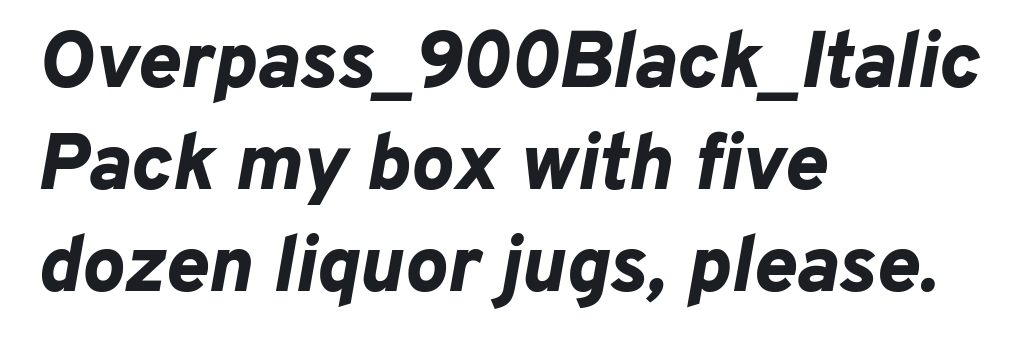 Overpass_900Black_Italic
Pack my box with five
dozen liquor jugs, please.